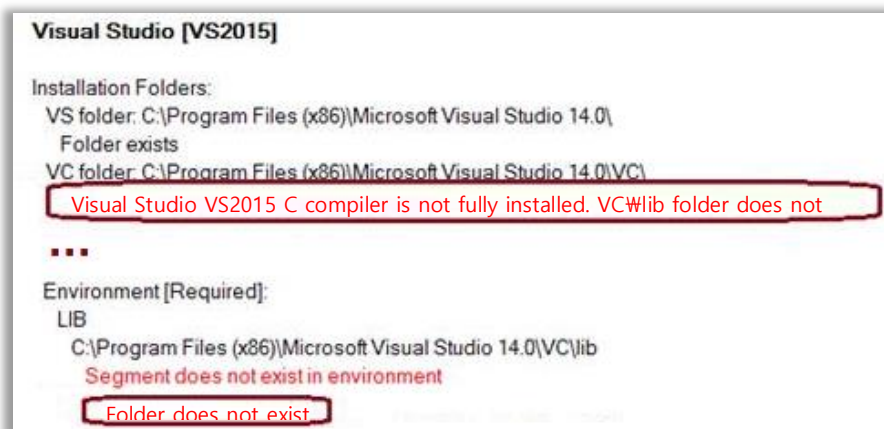 Visual Studio [VS2015]
Installation Folders:
VS folder: C:\Program Files (x86)\Microsoft Visual Studio 14.0\
Folder exists
VC folder: C:\Program Files (x86)\Microsoft Visual Studio 14.0\VC\
Visual Studio VS2015 C compiler is not fully installed. VC₩lib folder does not
...
Environment [Required]:
LIB
C:\Program Files (x86)\Microsoft Visual Studio 14.0\VC\lib
Segment does not exist in environment
Folder does not exist